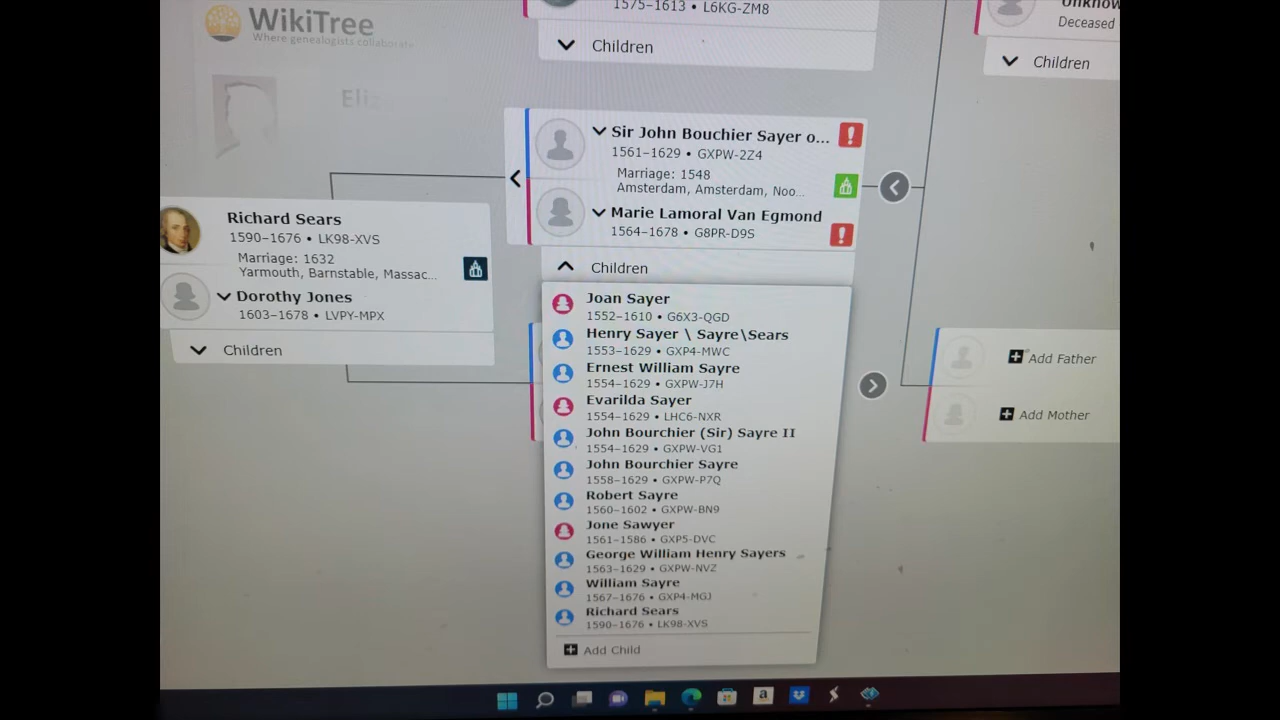 WikiTree
Where genealogists collaborate
Eliz
1575–1613 • L6KG-ZM8
Children
Unknow
Deceased
Children
Sir John Bouchier Sayer o...
1561–1629 • GXPW-2Z4
Marriage: 1548
Amsterdam, Amsterdam, Noo...
Marie Lamoral Van Egmond
1564–1678 • G8PR-D9S
Children
Richard Sears
1590–1676 • LK98-XVS
Marriage: 1632
Yarmouth, Barnstable, Massac...
Dorothy Jones
1603–1678 • LVPY-MPX
Children
Joan Sayer
1552–1610 • G6X3-QGD
Henry Sayer \ Sayre\Sears
1553–1629 • GXP4-MWC
Ernest William Sayre
1554–1629 • GXPW-J7H
Evarilda Sayer
1554–1629 • LHC6-NXR
John Bourchier (Sir) Sayre II
1554–1629 • GXPW-VG1
John Bourchier Sayre
1558–1629 • GXPW-P7Q
Robert Sayre
1560–1602 • GXPW-BN9
Jone Sawyer
1561–1586 • GXP5-DVC
George William Henry Sayers
1563–1629 • GXPW-NVZ
William Sayre
1567–1676 • GXP4-MGJ
Richard Sears
1590–1676 • LK98-XVS
Add Child
Add Father
Add Mother